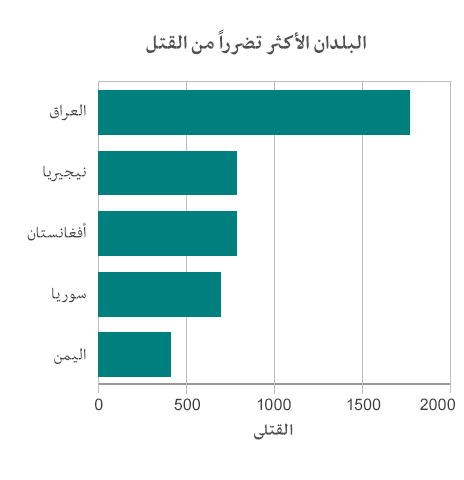 البلدان الأكثر تضرراً من القتل
العراق
نيجيريا
أفغانستان
سوريا
اليمن
0 500 1000 1500 2000
القتلى